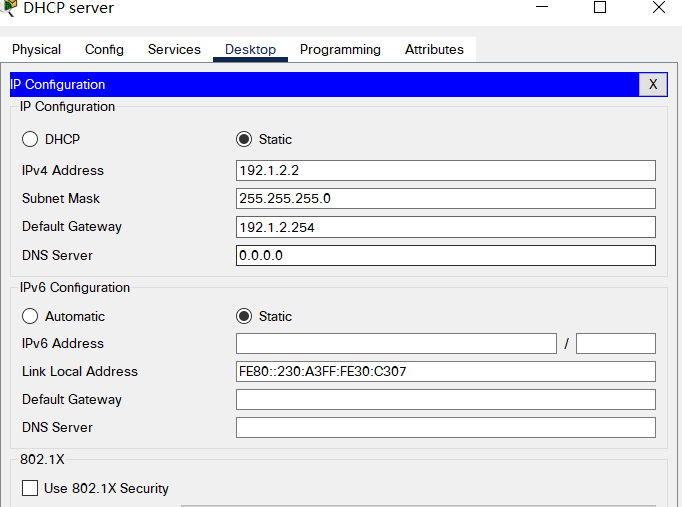 DHCP server
Physical Config Services Desktop Programming Attributes
IP Configuration X
IP Configuration
DHCP Static
IPv4 Address 192.1.2.2
Subnet Mask 255.255.255.0
Default Gateway 192.1.2.254
DNS Server 0.0.0.0
IPv6 Configuration
Automatic Static
IPv6 Address /
Link Local Address FE80::230:A3FF:FE30:C307
Default Gateway
DNS Server
802.1X
Use 802.1X Security